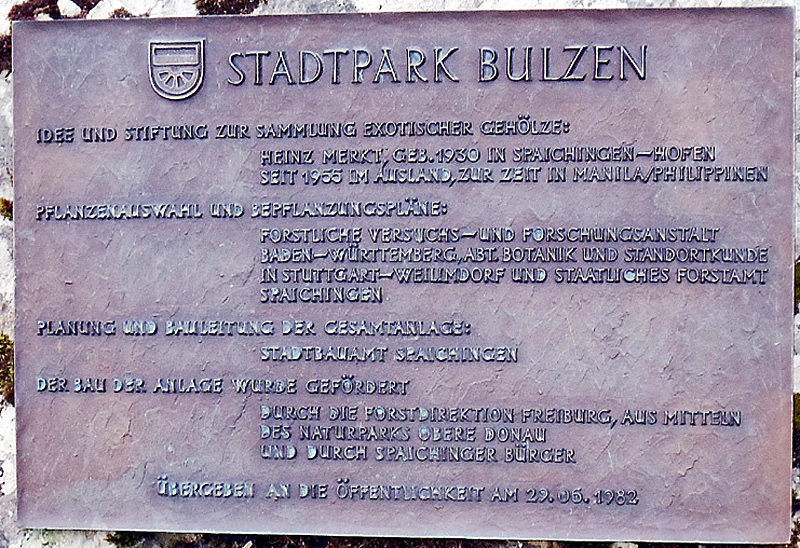 STADTPARK BULZEN
IDEE UND STIFTUNG ZUR SAMMLUNG EXOTISCHER GEHÖLZE:
HEINZ MERKT, GEB. 1930 IN SPAICHINGEN-HOFEN
SEIT 1955 IM AUSLAND, ZUR ZEIT IN MANILA/PHILIPPINEN
PFLANZENAUSWAHL UND BEPFLANZUNGSPLÄNE:
FORSTLICHE VERSUCHS-UND FORSCHUNGSANSTALT
BADEN-WÜRTTEMBERG, ABT. BOTANIK UND STANDORTKUNDE
IN STUTTGART-WEILIMDORF UND STAATLICHES FORSTAMT
SPAICHINGEN
PLANUNG UND BAULEITUNG DER GESAMTANLAGE:
STADTBAUAMT SPAICHINGEN
DER BAU DER ANLAGE WURDE GEFÖRDERT
DURCH DIE FORSTDIREKTION FREIBURG, AUS MITTELN
DES NATURPARKS OBERE DONAU
UND DURCH SPAICHINGER BÜRGER
ÜBERGEBEN AN DIE ÖFFENTLICHKEIT AM 29.05.1982